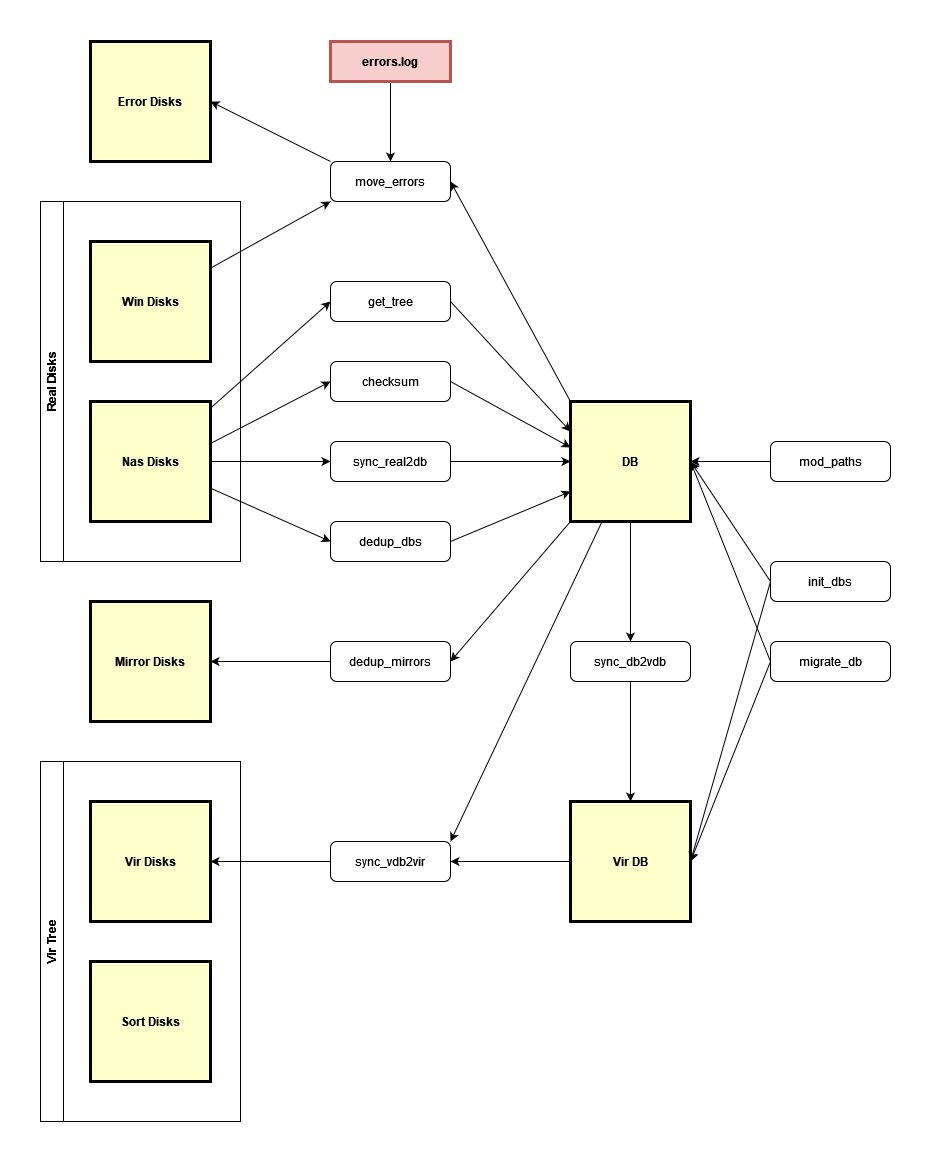 errors.log
Error Disks
move_errors
Real Disks
Win Disks
get_tree
checksum
Nas Disks
sync_real2db
DB
mod_paths
dedup_dbs
init_dbs
Mirror Disks
dedup_mirrors
sync_db2vdb
migrate_db
Vir Tree
Vir Disks
sync_vdb2vir
Vir DB
Sort Disks